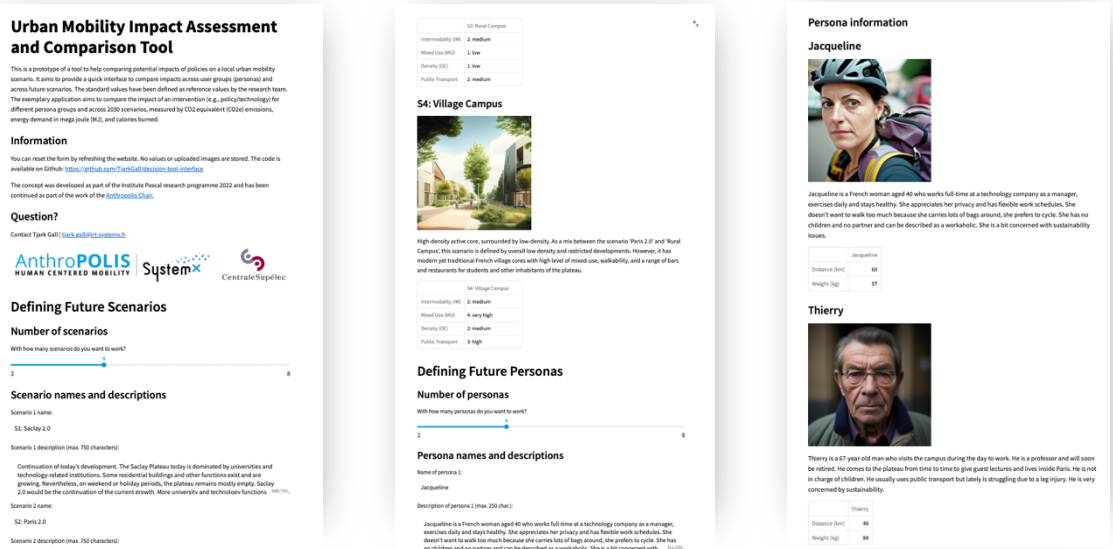 Urban Mobility Impact Assessment
and Comparison Tool
This is a prototype of a tool to help comparing potential impacts of policies on a local urban mobility
scenario. It aims to provide a quick interface to compare impacts across user groups (personas) and
across future scenarios. The standard values have been defined as reference values by the research team.
The exemplary application aims to compare the impact of an intervention (e.g., policy/technology) for
different persona groups and across 2030 scenarios, measured by CO2 equivalent (CO2e) emissions,
energy demand in mega joule (MJ), and calories burned.
Information
You can reset the form by refreshing the website. No values or uploaded images are stored. The code is
available on Github: https://github.com/TjarkGall/decision-tool-interface
The concept was developed as part of the Institute Pascal research programme 2022 and has been
continued as part of the work of the Anthropolis Chair.
Question?
Contact Tjark Gall | tjark.gall@irt-systemx.fr
AnthroPOLIS
HUMAN CENTERED MOBILITY
SystemX
CentraleSupélec
Defining Future Scenarios
Number of scenarios
With how many scenarios do you want to work?
4
2 8
Scenario names and descriptions
Scenario 1 name:
S1: Saclay 2.0
Scenario 1 description (max. 750 characters):
Continuation of today's development. The Saclay Plateau today is dominated by universities and
technology-related institutions. Some residential buildings and other functions exist and are
growing. Nevertheless, on weekend or holiday periods, the plateau remains mostly empty. Saclay
2.0 would be the continuation of the current growth. More university and technology functions
Scenario 2 name:
S2: Paris 2.0
Scenario 2 description (max. 750 characters):
S3: Rural Campus
Intermodality (IM) 2: medium
Mixed Use (MU) 1: low
Density (DE) 1: low
Public Transport 2: medium
S4: Village Campus
High-density active core, surrounded by low-density. As a mix between the scenario 'Paris 2.0' and 'Rural
Campus', this scenario is defined by overall low density and restricted developments. However, it has
modern yet traditional French village cores with high level of mixed-use, walkability, and a range of bars
and restaurants for students and other inhabitants of the plateau.
S4: Village Campus
Intermodality (IM) 2: medium
Mixed Use (MU) 4: very high
Density (DE) 2: medium
Public Transport 3: high
Defining Future Personas
Number of personas
With how many personas do you want to work?
4
2 8
Persona names and descriptions
Name of persona 1:
Jacqueline
Description of persona 1 (max. 250 char.):
Jacqueline is a French woman aged 40 who works full-time at a technology company as a manager,
exercises daily and stays healthy. She appreciates her privacy and has flexible work schedules. She
doesn't want to walk too much because she carries lots of bags around, she prefers to cycle. She has
no children and no partner and can be described as a workaholic. She is a bit concerned with
Persona information
Jacqueline
Jacqueline is a French woman aged 40 who works full-time at a technology company as a manager,
exercises daily and stays healthy. She appreciates her privacy and has flexible work schedules. She
doesn't want to walk too much because she carries lots of bags around, she prefers to cycle. She has no
children and no partner and can be described as a workaholic. She is a bit concerned with sustainability
issues.
Jacqueline
Distance (km) 60
Weight (kg) 57
Thierry
Thierry is a 67-year-old man who visits the campus during the day to work. He is a professor and will soon
be retired. He comes to the plateau from time to time to give guest lectures and lives inside Paris. He is not
in charge of children. He usually uses public transport but lately is struggling due to a leg injury. He is very
concerned by sustainability.
Thierry
Distance (km) 40
Weight (kg) 84